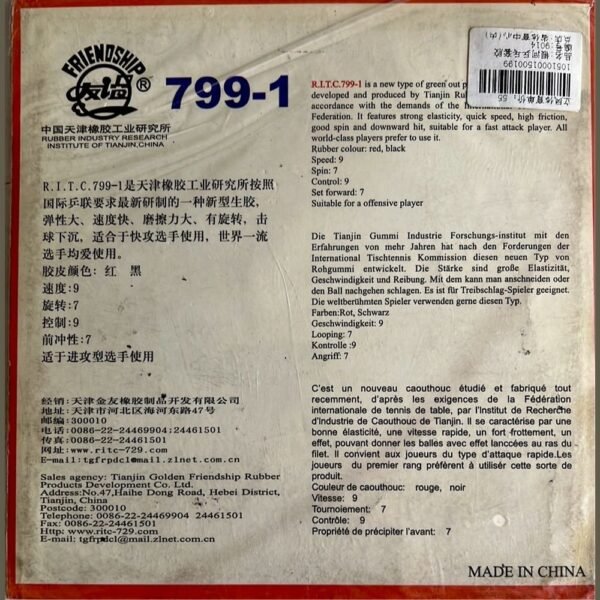 FRIENDSHIP
友谊
®
799-1
中国天津橡胶工业研究所
RUBBER INDUSTRY RESEARCH
INSTITUTE OF TIANJIN,CHINA
R.I.T.C.799-1是天津橡胶工业研究所按照
国际乒联要求最新研制的一种新型生胶,
弹性大、速度快、磨擦力大、有旋转,击
球下沉,适合于快攻选手使用,世界一流
选手均爱使用。
胶皮颜色: 红 黑
速度:9
旋转:7
控制:9
前冲性:7
适于进攻型选手使用
经销:天津金友橡胶制品开发有限公司
地址:天津市河北区海河东路47号
邮编:300010
电话:0086-22-24469904;24461501
传真:0086-22-24461501
网址:www.ritc-729.com
E-mail:tgfrpdcl@mail.zlnet.com.cn
Sales agency: Tianjin Golden Friendship Rubber
Products Development Co. Ltd.
Address:No.47,Haihe Dong Road, Hebei District,
Tianjin, China
Postcode: 300010
Telephone: 0086-22-24469904 24461501
Fax: 0086-22-24461501
Http: www.ritc-729.com
E-mail: tgfrpdcl@mail.zlnet.com.cn
R.I.T.C.799-1 is a new type of green out p
developed and produced by Tianjin Rub
accordance with the demands of the
Federation. It features strong elasticity, quick speed, high friction,
good spin and downward hit, suitable for a fast attack player. All
world-class players prefer to use it.
Rubber colour: red, black
Speed: 9
Spin: 7
Control: 9
Set forward: 7
Suitable for a offensive player
Die Tianjin Gummi Industrie Forschungs-institut mit den
Erfahrungen von mehr Jahren hat nach den Forderungen der
International Tischtennis Kommission diesen neuen Typ von
Rohgummi entwickelt. Die Stärke sind große Elastizität,
Geschwindigkeit und Reibung. Mit dem kann man anschneiden oder
den Ball nachgehen schlagen. Es ist für Treibschlag-Spieler geeignet.
Die weltberühmten Spieler verwenden gerne diesen Typ.
Farben:Rot, Schwarz
Geschwindigkeit: 9
Looping: 7
Kontrolle :9
Angriff: 7
C'est un nouveau caouthouc étudié et fabriqué tout
recemment, d'après les exigences de la Fédération
internationale de tennis de table, par l'Institut de Recherche
d'Industrie de Caouthouc de Tianjin. Il se caractérise par une
bonne élasticité, une vitesse rapide, un fort frottement, un
effet, pouvant donner les balles avec effet lanccées au ras du
filet. Il convient aux joueurs du type d'attaque rapide.Les
joueurs du premier rang préfèrent à utiliser cette sorte de
produit.
Couleur de caouthouc: rouge, noir
Vitesse: 9
Tournoiement: 7
Contrôle: 9
Propriété de précipiter l'avant: 7
MADE IN CHINA
编号:9014
10510001500199